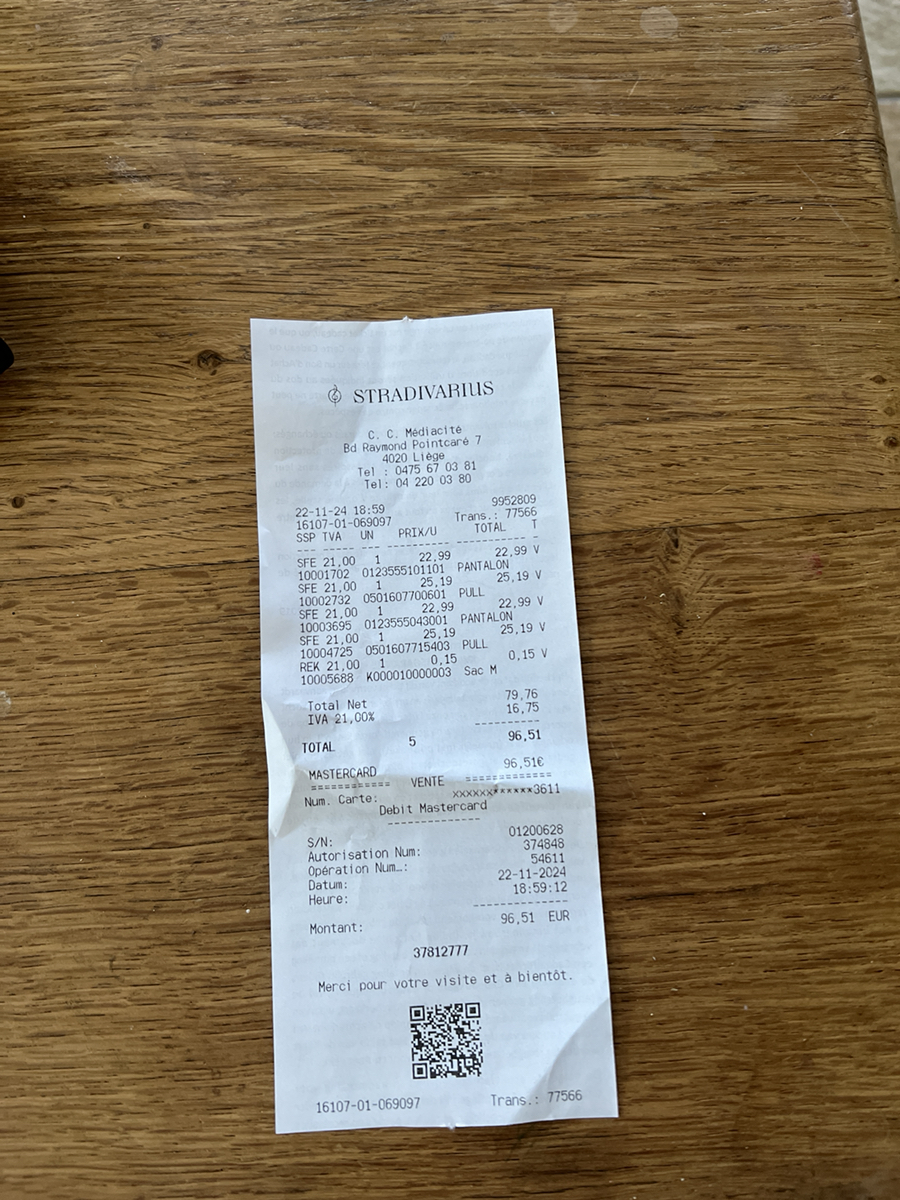 STRADIVARIUS
C. C. Médiacité
Bd Raymond Pointcaré 7
4020 Liège
Tel : 0475 67 03 81
Tel: 04 220 03 80
22-11-24 18:59 9952809
16107-01-069097 Trans.: 77566
SSP TVA UN PRIX/U TOTAL T
--- ----- --- ---------- ------------ -
SFE 21,00 1 22,99 22,99 V
10001702 0123555101101 PANTALON
SFE 21,00 1 25,19 25,19 V
10002732 0501607700601 PULL
SFE 21,00 1 22,99 22,99 V
10003695 0123555043001 PANTALON
SFE 21,00 1 25,19 25,19 V
10004725 0501607715403 PULL
REK 21,00 1 0,15 0,15 V
10005688 K000010000003 Sac M
Total Net 79,76
IVA 21,00% 16,75
----------
TOTAL 5 96,51
MASTERCARD 96,51€
============ VENTE =============
Num. Carte: xxxxxx******3611
Debit Mastercard
--------------
S/N: 01200628
Autorisation Num: 374848
Opération Num…: 54611
Datum: 22-11-2024
Heure: 18:59:12
--------------
Montant: 96,51 EUR
37812777
Merci pour votre visite et à bientôt.
16107-01-069097 Trans.: 77566